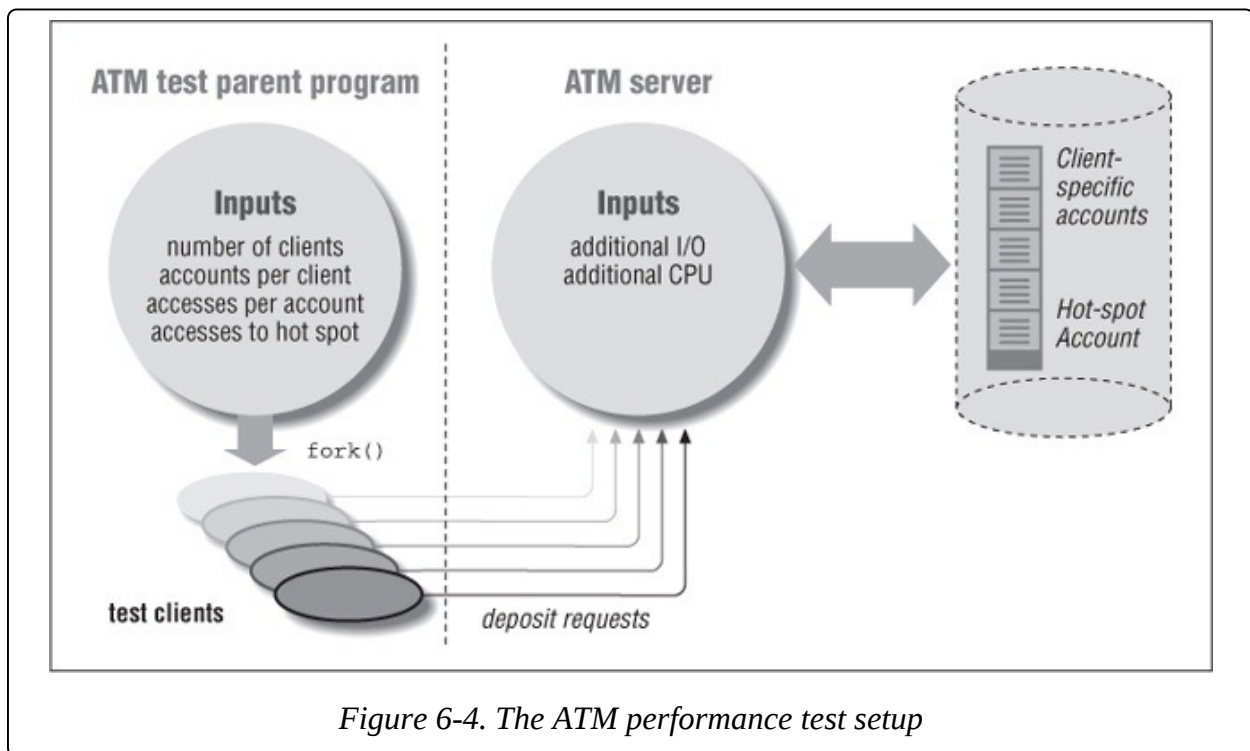 ATM test parent program
Inputs
number of clients
accounts per client
accesses per account
accesses to hot spot
fork()
test clients
ATM server
Inputs
additional I/O
additional CPU
deposit requests
Client-
specific
accounts
Hot-spot
Account
Figure 6-4. The ATM performance test setup